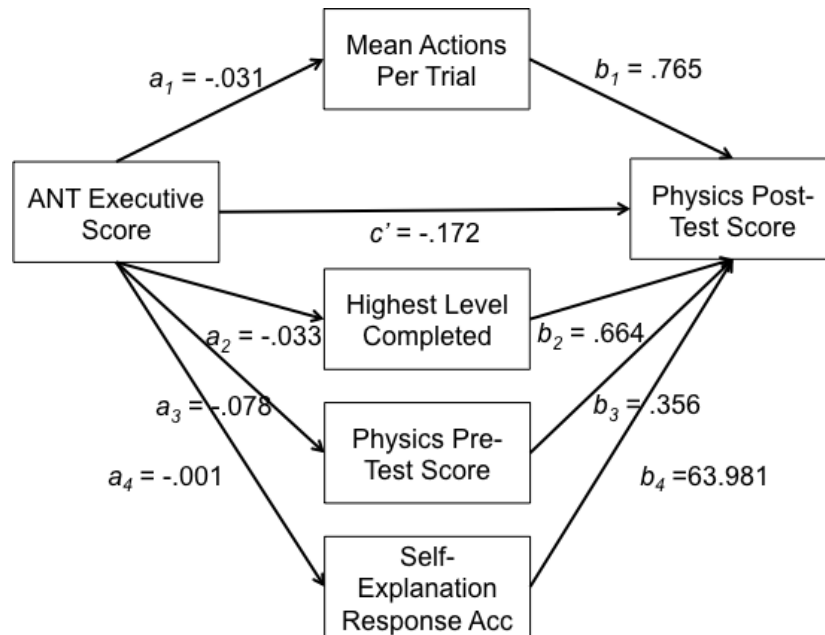 Mean Actions
Per Trial
a1 = -.031
b1 = .765
ANT Executive
Score
Physics Post-
Test Score
c’ = -.172
Highest Level
Completed
a2 = -.033
b2 = .664
a3 = -.078
b3 = .356
Physics Pre-
Test Score
a4 = -.001
b4 =63.981
Self-
Explanation
Response Acc